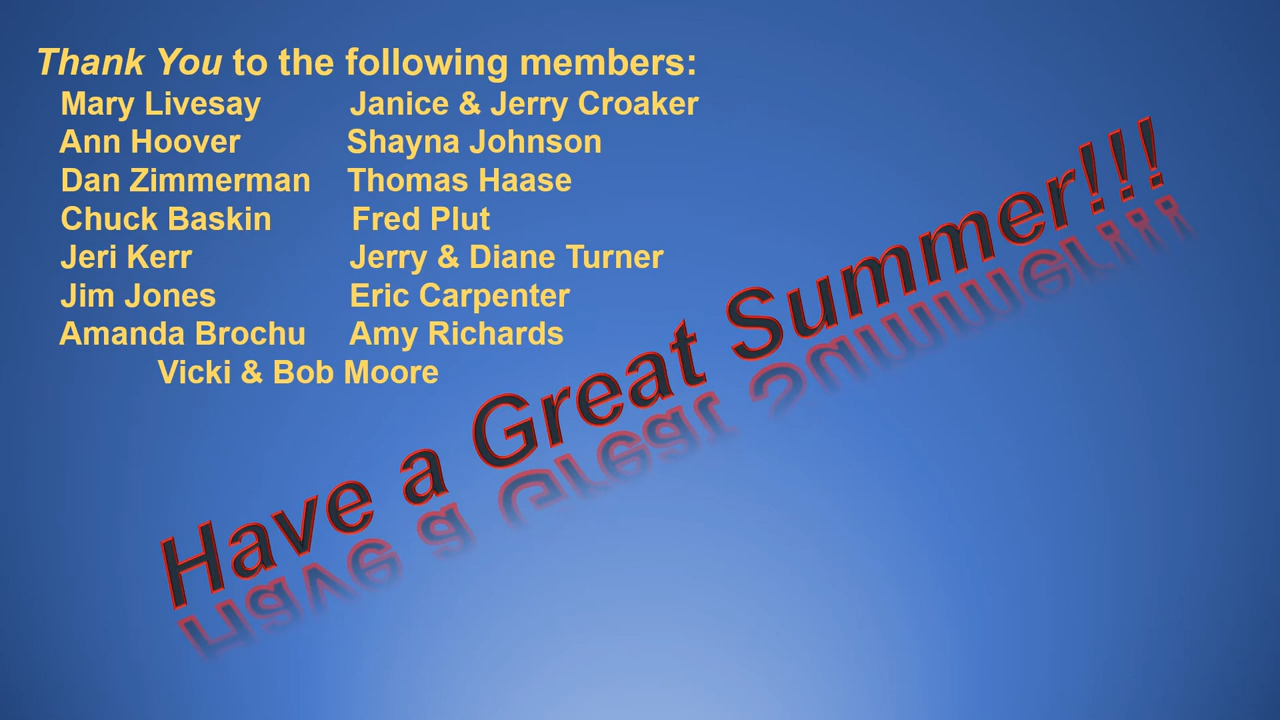 Thank You to the following members:
Mary Livesay Janice & Jerry Croaker
Ann Hoover Shayna Johnson
Dan Zimmerman Thomas Haase
Chuck Baskin Fred Plut
Jeri Kerr Jerry & Diane Turner
Jim Jones Eric Carpenter
Amanda Brochu Amy Richards
Vicki & Bob Moore
Have a Great Summer!!!